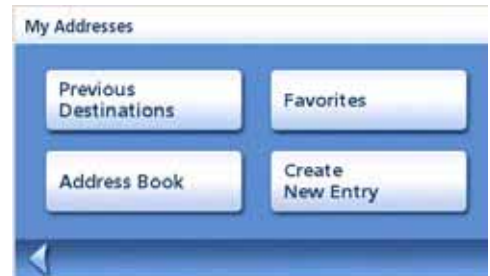 My Addresses
Previous
Destinations
Favorites
Address Book
Create
New Entry